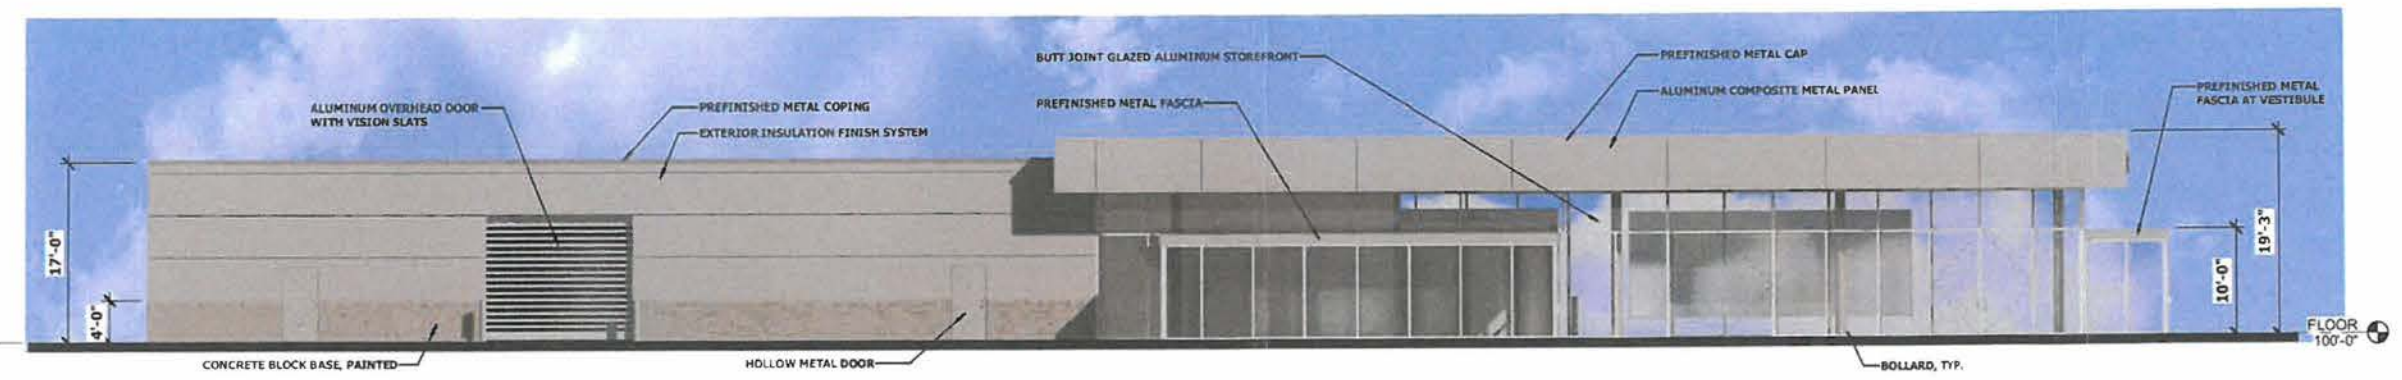 BUTT JOINT GLAZED ALUMINUM STOREFRONT
PREFINISHED METAL CAP
ALUMINUM COMPOSITE METAL PANEL
PREFINISHED METAL
FASCIA AT VESTIBULE
ALUMINUM OVERHEAD DOOR
WITH VISION SLATS
PREFINISHED METAL COPING
PREFINISHED METAL FASCIA
EXTERIOR INSULATION FINISH SYSTEM
17'-0"
4'-0"
19'-3"
10'-0"
FLOOR
100'-0"
CONCRETE BLOCK BASE, PAINTED
HOLLOW METAL DOOR
BOLLARD, TYP.